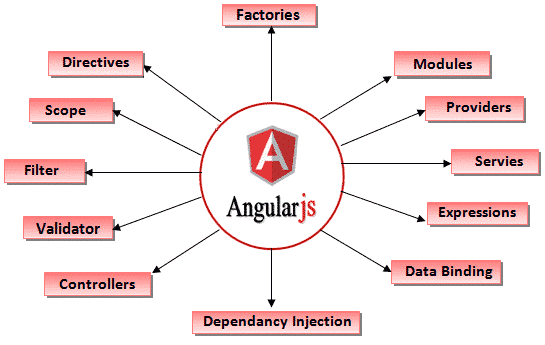 Factories
Directives
Modules
Scope
Providers
A
Filter
Servies
Angularjs
Validator
Expressions
Controllers
Data Binding
Dependancy Injection